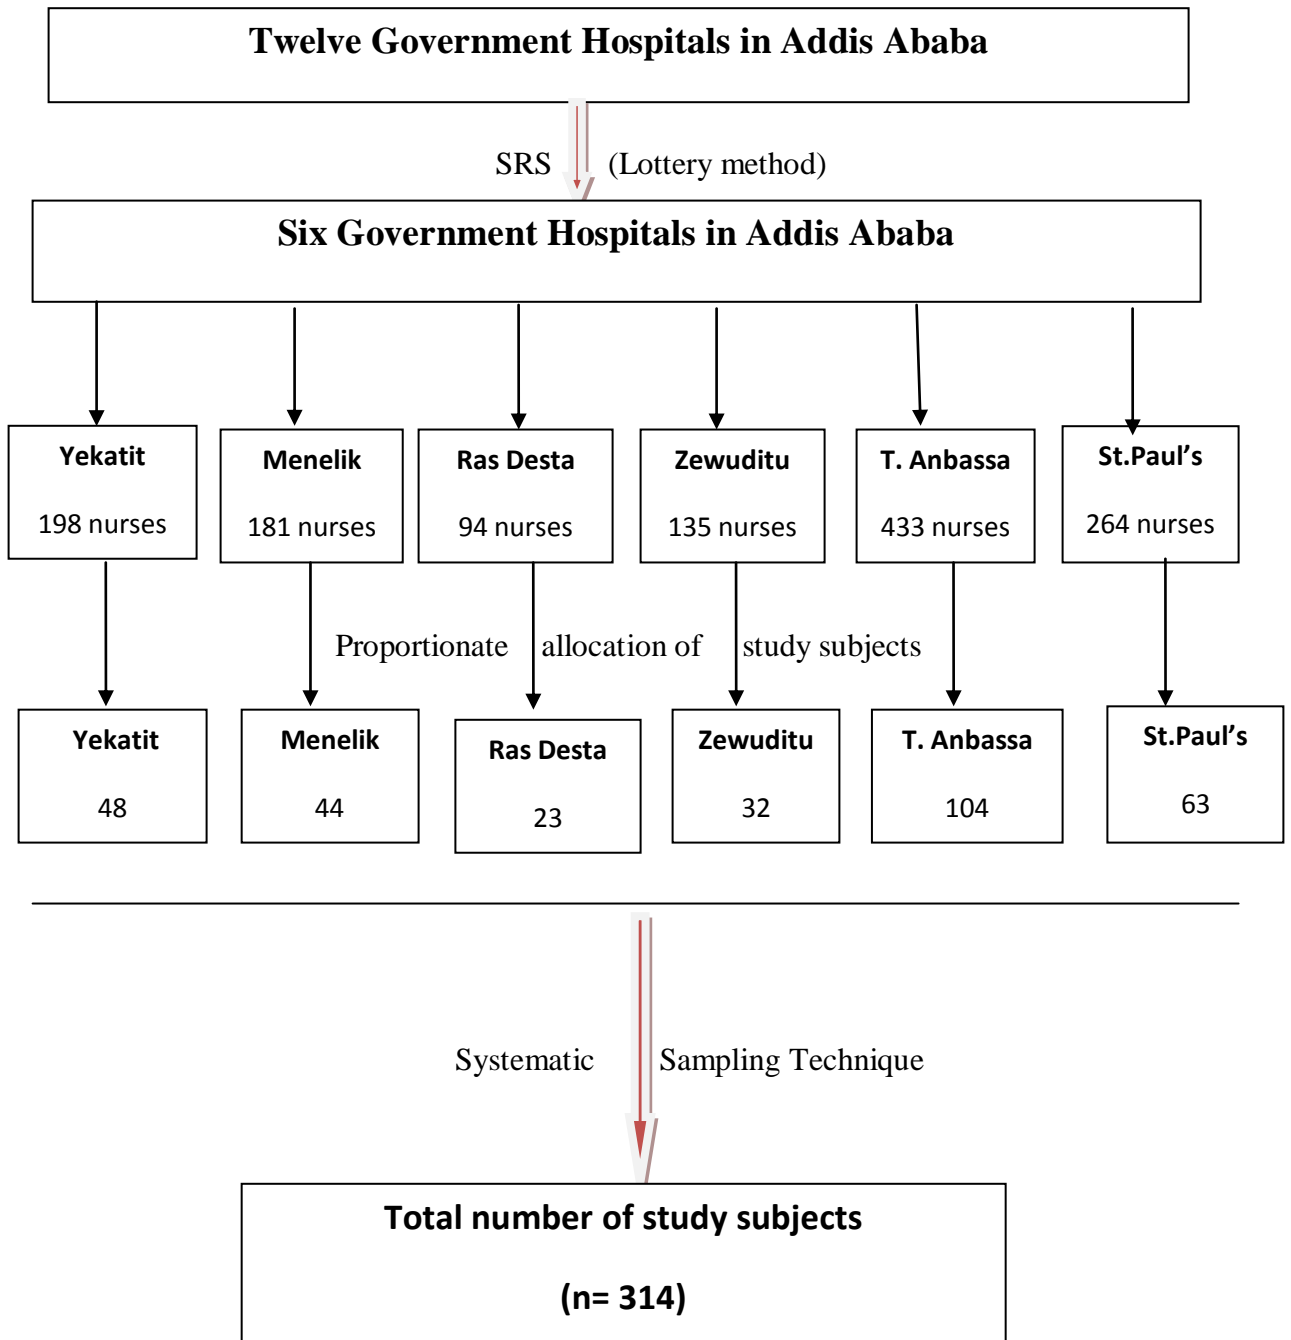 Twelve Government Hospitals in Addis Ababa
SRS (Lottery method)
Six Government Hospitals in Addis Ababa
Yekatit
198 nurses
Menelik
181 nurses
Ras Desta
94 nurses
Zewuditu
135 nurses
T. Anbassa
433 nurses
St.Paul's
264 nurses
Proportionate allocation of study subjects
Yekatit
48
Menelik
44
Ras Desta
23
Zewuditu
32
T. Anbassa
104
St.Paul's
63
Systematic Sampling Technique
Total number of study subjects
(n= 314)